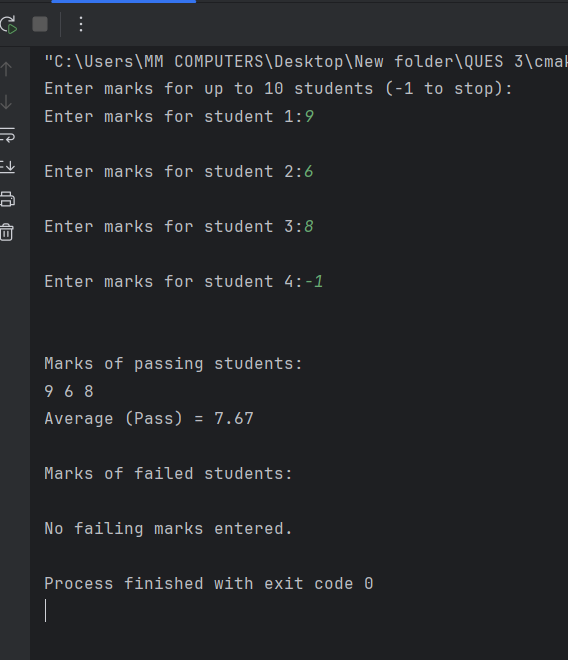 "C:\Users\MM COMPUTERS\Desktop\New folder\QUES 3\cmak
Enter marks for up to 10 students (-1 to stop):
Enter marks for student 1:9
Enter marks for student 2:6
Enter marks for student 3:8
Enter marks for student 4:-1
Marks of passing students:
9 6 8
Average (Pass) = 7.67
Marks of failed students:
No failing marks entered.
Process finished with exit code 0